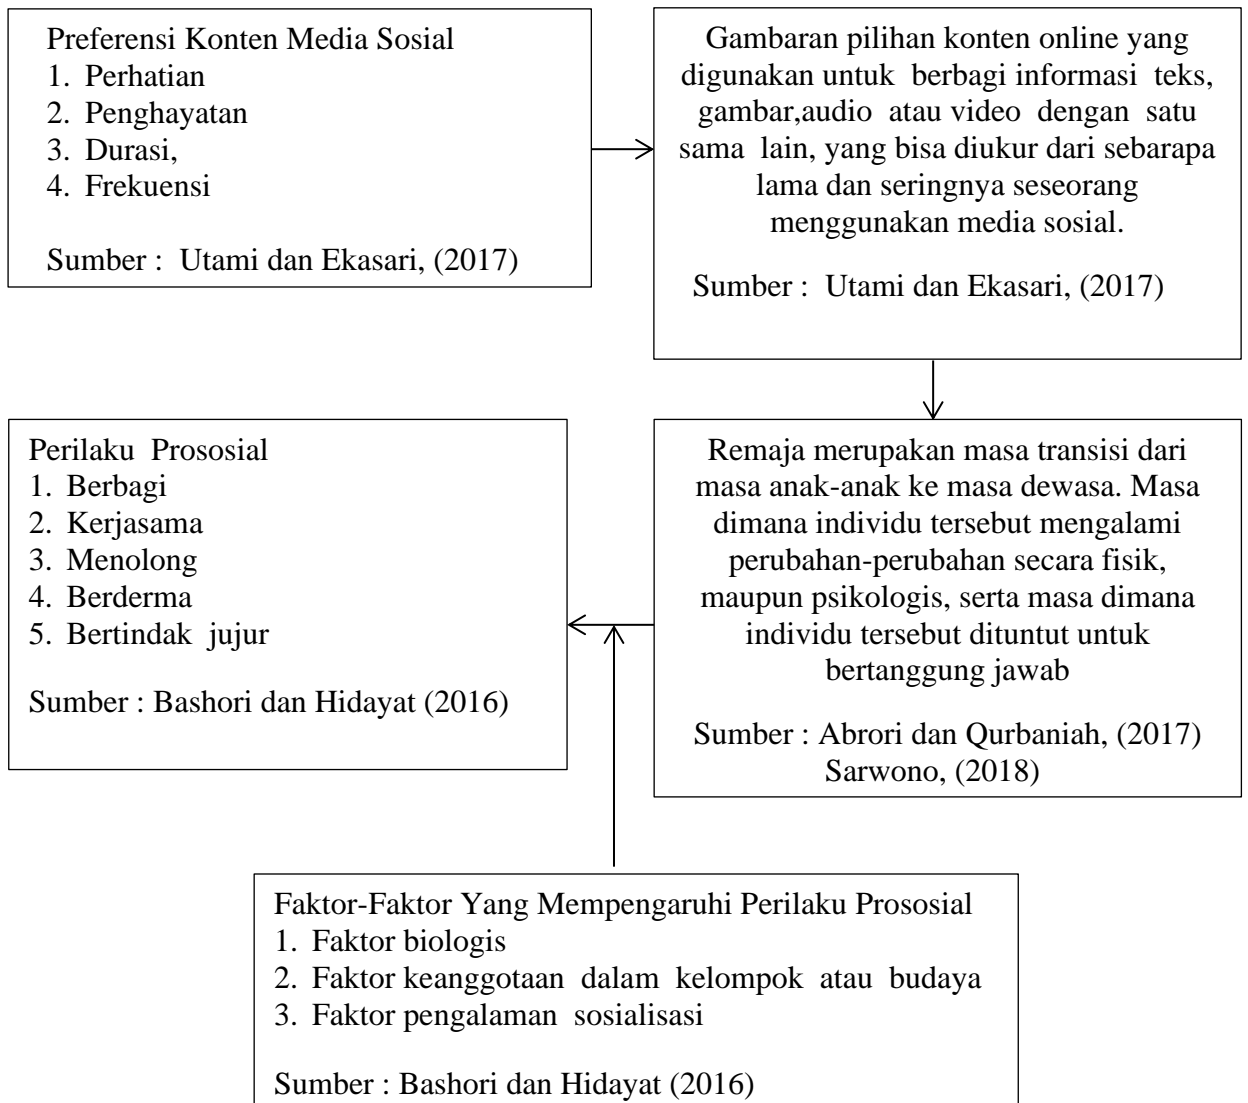 Preferensi Konten Media Sosial
1. Perhatian
2. Penghayatan
3. Durasi,
4. Frekuensi
Sumber : Utami dan Ekasari, (2017)
Gambaran pilihan konten online yang
digunakan untuk berbagi informasi teks,
gambar,audio atau video dengan satu
sama lain, yang bisa diukur dari sebarapa
lama dan seringnya seseorang
menggunakan media sosial.
Sumber : Utami dan Ekasari, (2017)
Perilaku Prososial
1. Berbagi
2. Kerjasama
3. Menolong
4. Berderma
5. Bertindak jujur
Sumber : Bashori dan Hidayat (2016)
Remaja merupakan masa transisi dari
masa anak-anak ke masa dewasa. Masa
dimana individu tersebut mengalami
perubahan-perubahan secara fisik,
maupun psikologis, serta masa dimana
individu tersebut dituntut untuk
bertanggung jawab
Sumber : Abrori dan Qurbaniah, (2017)
Sarwono, (2018)
Faktor-Faktor Yang Mempengaruhi Perilaku Prososial
1. Faktor biologis
2. Faktor keanggotaan dalam kelompok atau budaya
3. Faktor pengalaman sosialisasi
Sumber : Bashori dan Hidayat (2016)